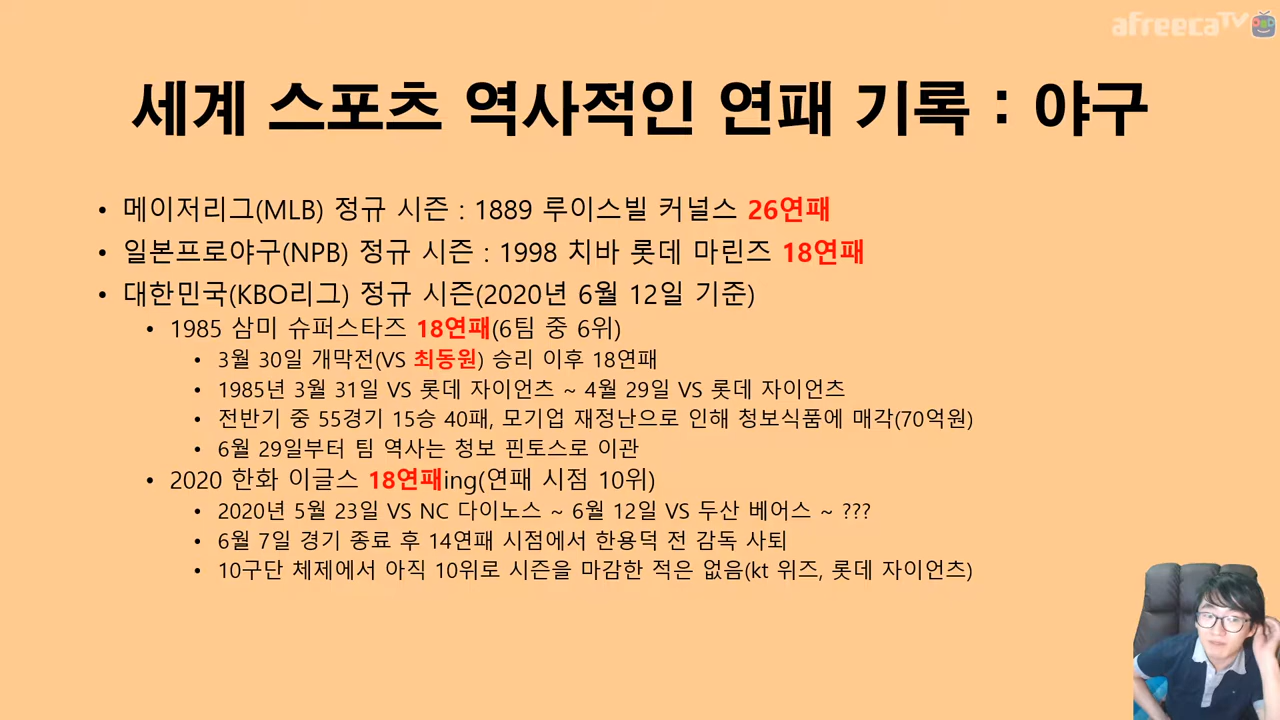 afreecaTV
세계 스포츠 역사적인 연패 기록 : 야구
• 메이저리그(MLB) 정규 시즌 : 1889 루이스빌 커널스 26연패
• 일본프로야구(NPB) 정규 시즌 : 1998 치바 롯데 마린즈 18연패
• 대한민국(KBO리그) 정규 시즌(2020년 6월 12일 기준)
• 1985 삼미 슈퍼스타즈 18연패(6팀 중 6위)
• 3월 30일 개막전(VS 최동원) 승리 이후 18연패
• 1985년 3월 31일 VS 롯데 자이언츠 ~ 4월 29일 VS 롯데 자이언츠
• 전반기 중 55경기 15승 40패, 모기업 재정난으로 인해 청보식품에 매각(70억원)
• 6월 29일부터 팀 역사는 청보 핀토스로 이관
• 2020 한화 이글스 18연패ing(연패 시점 10위)
• 2020년 5월 23일 VS NC 다이노스 ~ 6월 12일 VS 두산 베어스 ~ ???
• 6월 7일 경기 종료 후 14연패 시점에서 한용덕 전 감독 사퇴
• 10구단 체제에서 아직 10위로 시즌을 마감한 적은 없음(kt 위즈, 롯데 자이언츠)